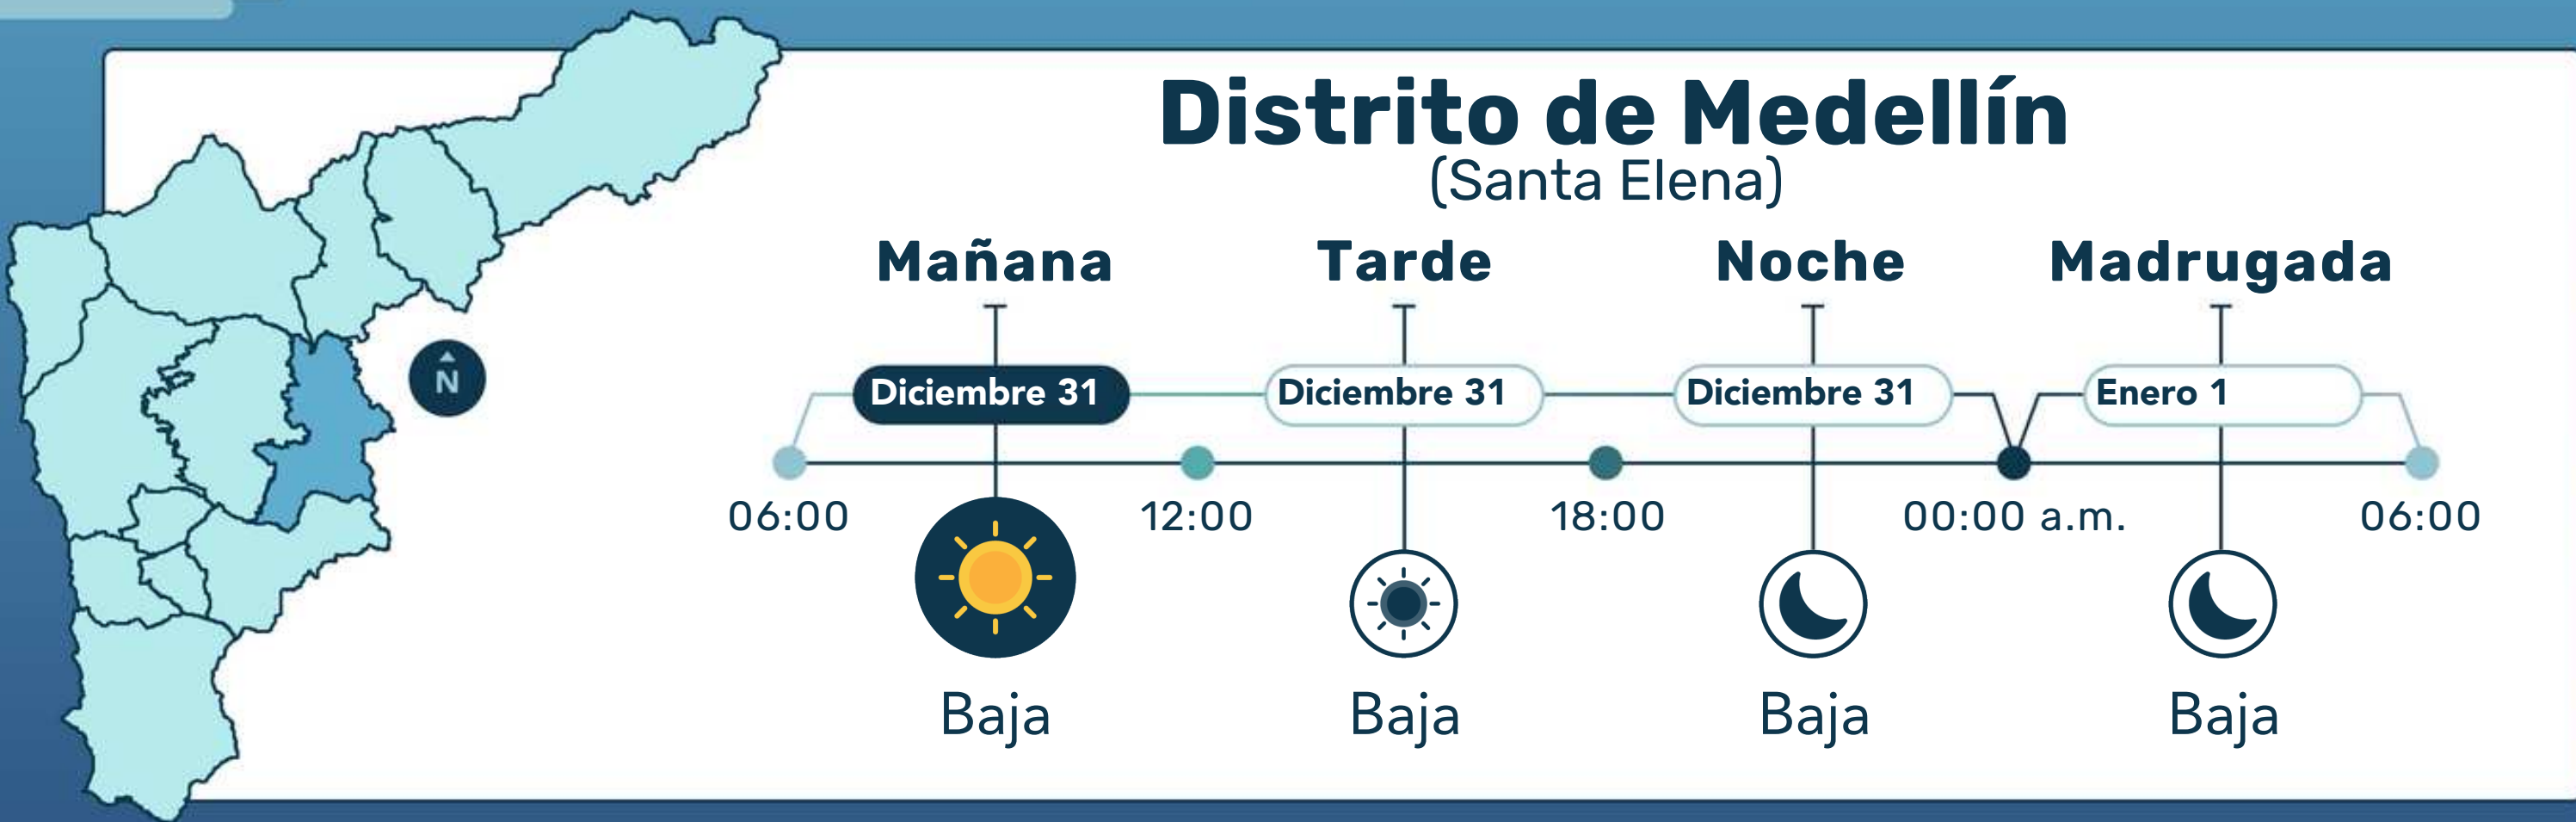 Distrito de Medellín
(Santa Elena)
Mañana Tarde Noche Madrugada
N
Diciembre 31 Diciembre 31 Diciembre 31 Enero 1
06:00 12:00 18:00 00:00 a.m. 06:00
Baja Baja Baja Baja